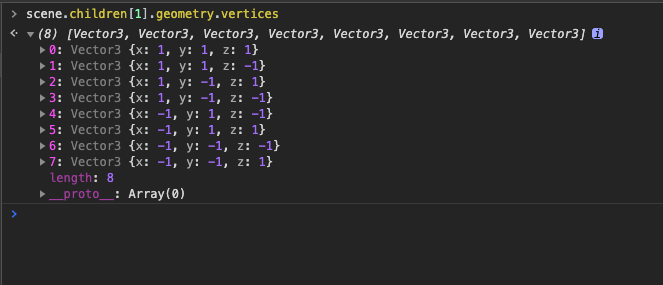 > scene.children[1].geometry.vertices
(8) [Vector3, Vector3, Vector3, Vector3, Vector3, Vector3, Vector3, Vector3] i
0: Vector3 {x: 1, y: 1, z: 1}
1: Vector3 {x: 1, y: 1, z: -1}
2: Vector3 {x: 1, y: -1, z: 1}
3: Vector3 {x: 1, y: -1, z: -1}
4: Vector3 {x: -1, y: 1, z: -1}
5: Vector3 {x: -1, y: 1, z: 1}
6: Vector3 {x: -1, y: -1, z: -1}
7: Vector3 {x: -1, y: -1, z: 1}
length: 8
__proto__: Array(0)
>